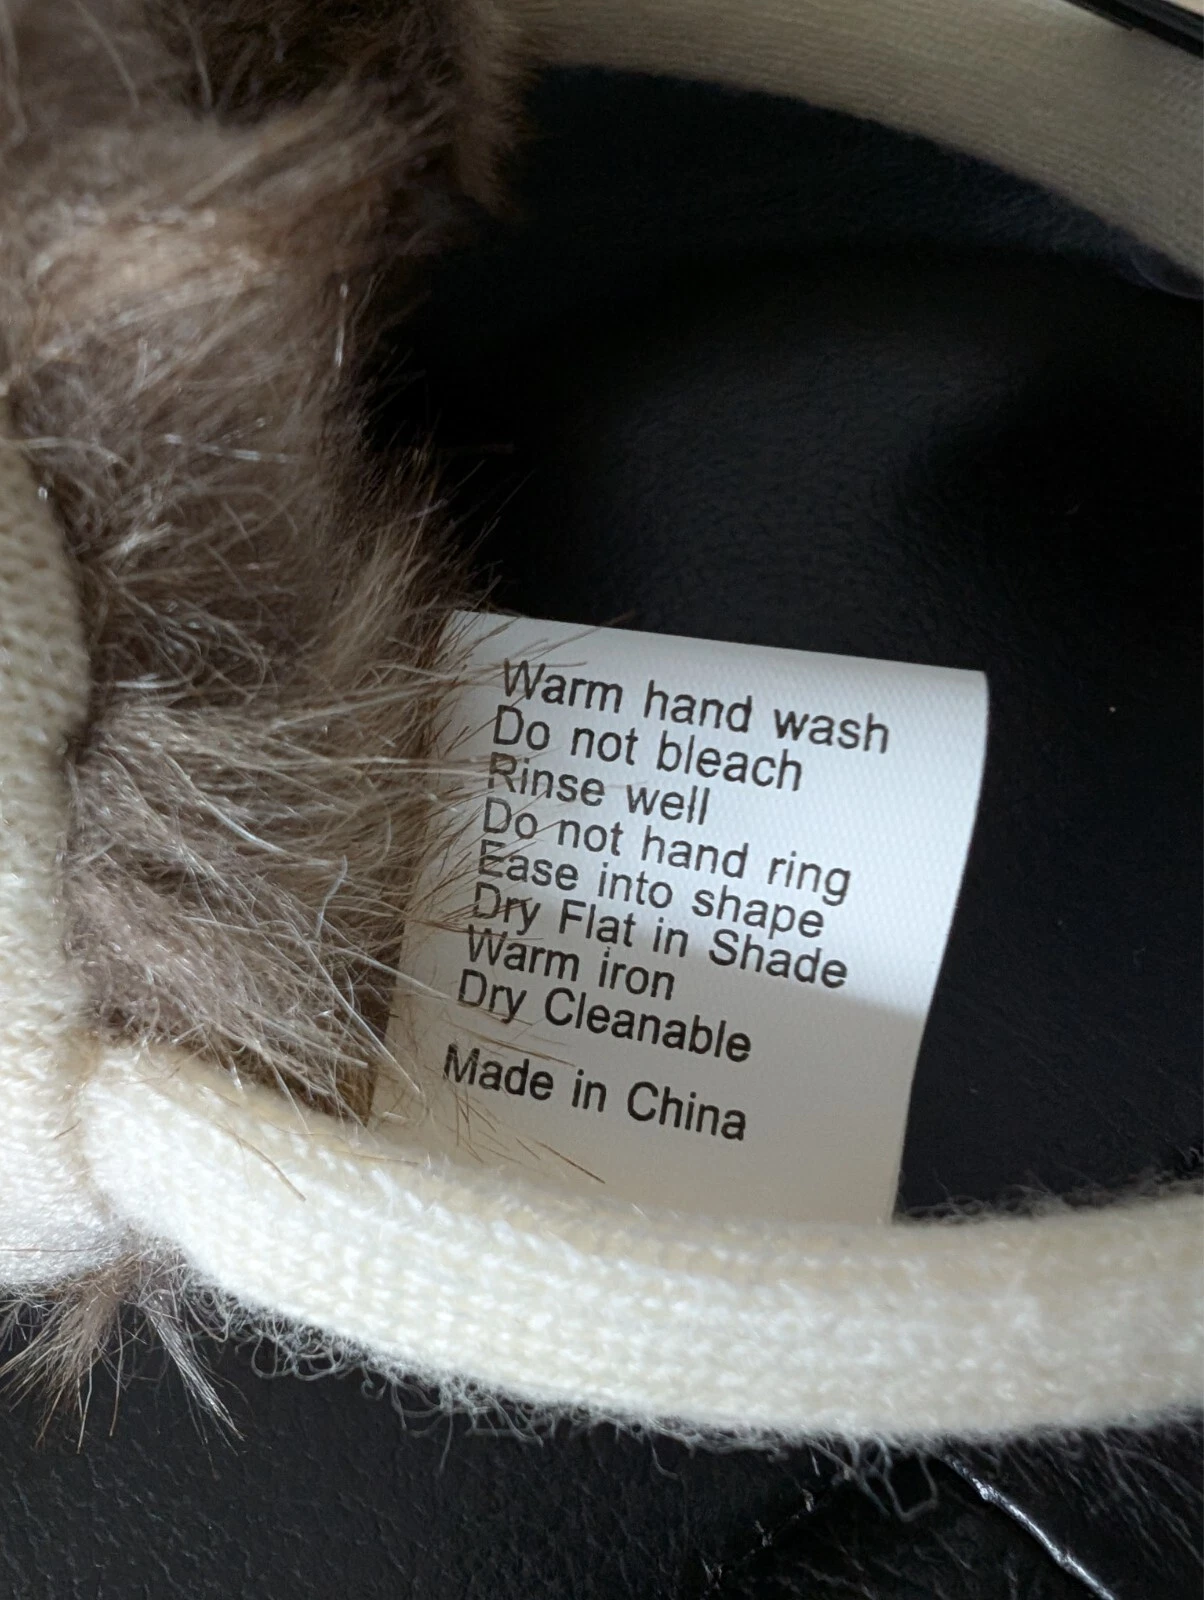 Warm hand wash
Do not bleach
Rinse well
Do not hand ring
Ease into shape
Dry Flat in Shade
Warm iron
Dry Cleanable
Made in China